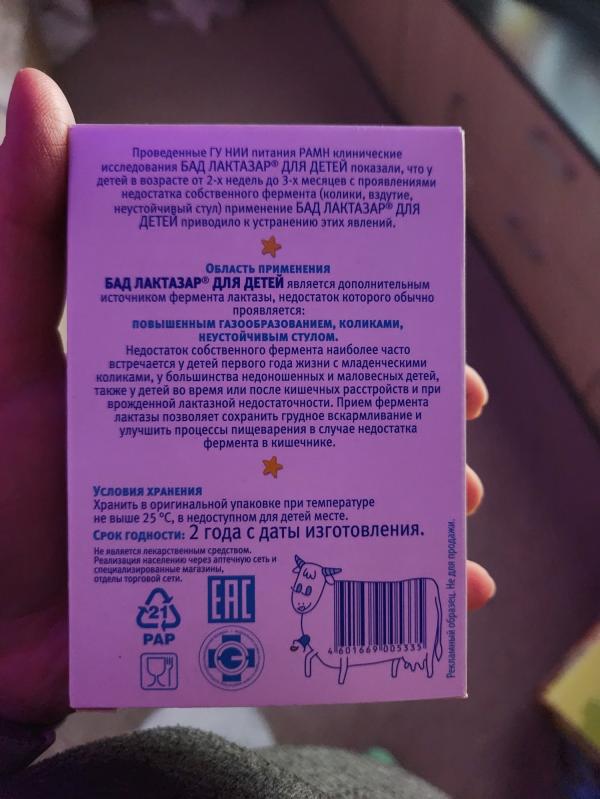 Проведенные ГУ НИИ питания РАМН клинические
исследования БАД ЛАКТАЗАР® ДЛЯ ДЕТЕЙ показали, что у
детей в возрасте от 2-х недель до 3-х месяцев с проявлениями
недостатка собственного фермента (колики, вздутие,
неустойчивый стул) применение БАД ЛАКТАЗАР® ДЛЯ
ДЕТЕЙ приводило к устранению этих явлений.
ОБЛАСТЬ ПРИМЕНЕНИЯ
БАД ЛАКТАЗАР® ДЛЯ ДЕТЕЙ является дополнительным
источником фермента лактазы, недостаток которого обычно
проявляется:
ПОВЫШЕННЫМ ГАЗООБРАЗОВАНИЕМ, КОЛИКАМИ,
НЕУСТОЙЧИВЫМ СТУЛОМ.
Недостаток собственного фермента наиболее часто
встречается у детей первого года жизни с младенческими
коликами, у большинства недоношенных и маловесных детей,
также у детей во время или после кишечных расстройств и при
врожденной лактазной недостаточности. Прием фермента
лактазы позволяет сохранить грудное вскармливание и
улучшить процессы пищеварения в случае недостатка
фермента в кишечнике.
УСЛОВИЯ ХРАНЕНИЯ
Хранить в оригинальной упаковке при температуре
не выше 25 °С, в недоступном для детей месте.
СРОК ГОДНОСТИ: 2 года с даты изготовления.
Не является лекарственным средством.
Реализация населению через аптечную сеть и
специализированные магазины,
отделы торговой сети.
21
PAP
EAC
4 601669 005335
Рекламный образец. Не для продажи.